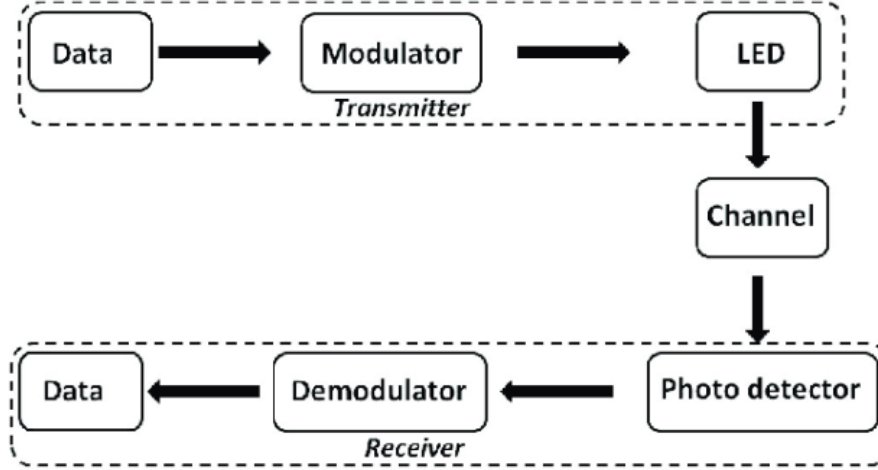 Data
Modulator
LED
Transmitter
Channel
Data
Demodulator
Photo detector
Receiver